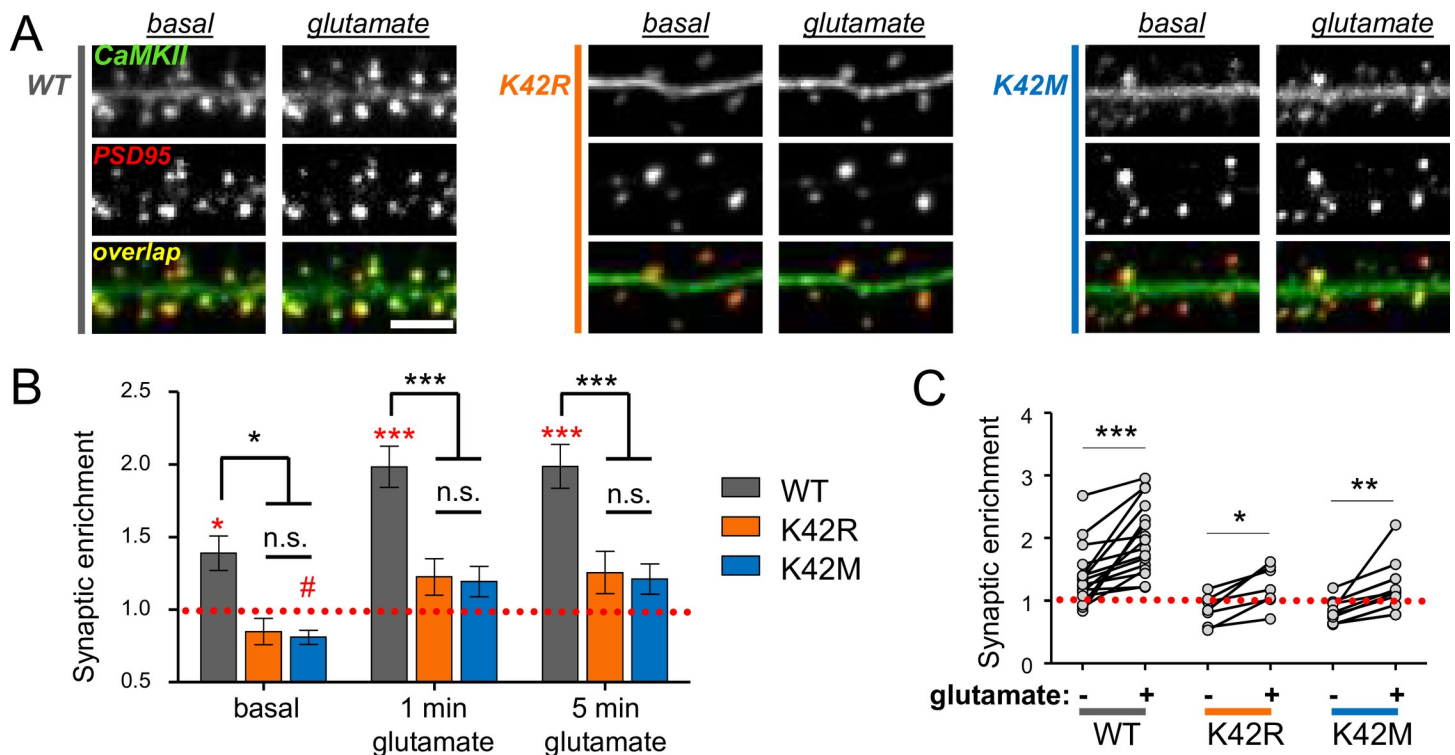 A
basal glutamate
basal glutamate
basal glutamate
WT
CaMKII
PSD95
overlap
K42R
K42M
B
Synaptic enrichment
2.5
2.0
1.5
1.0
0.5
*
*
n.s.
#
***
***
n.s.
***
***
n.s.
basal
1 min
glutamate
5 min
glutamate
WT
K42R
K42M
C
Synaptic enrichment
4
3
2
1
0
***
*
**
glutamate: - + - + - +
WT K42R K42M